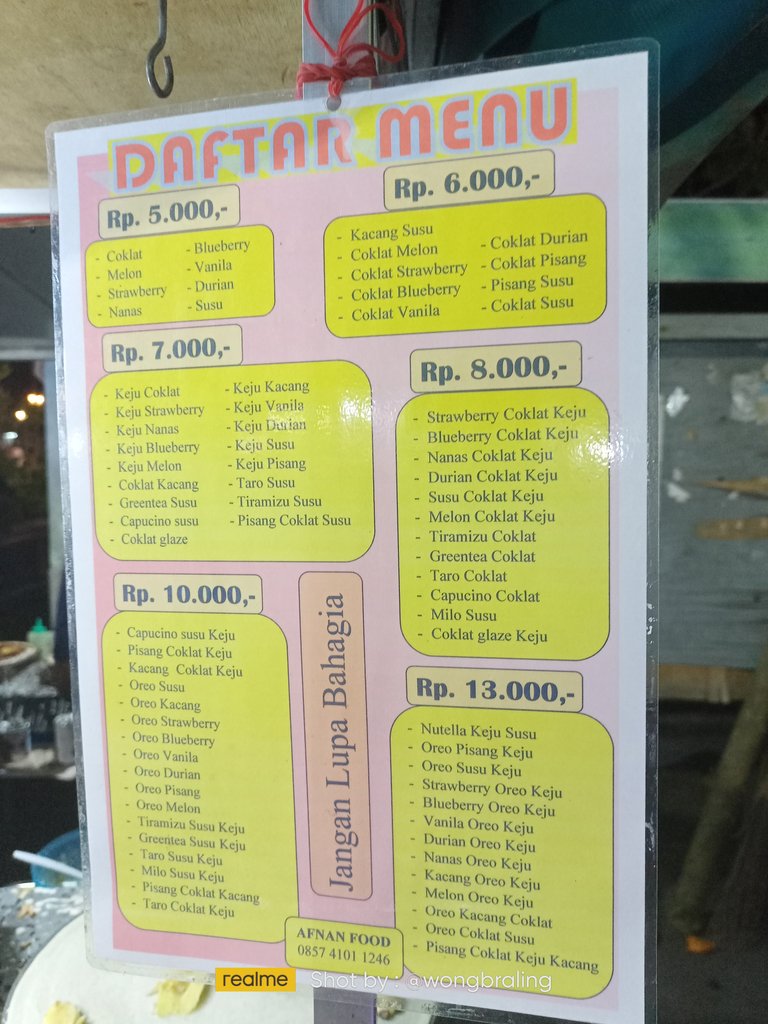 DAFTAR MENU
Rp. 5.000,-
- Coklat
- Melon
- Strawberry
- Nanas
- Blueberry
- Vanila
- Durian
- Susu
Rp. 6.000,-
- Kacang Susu
- Coklat Melon
- Coklat Strawberry
- Coklat Blueberry
- Coklat Vanila
- Coklat Durian
- Coklat Pisang
- Pisang Susu
- Coklat Susu
Rp. 7.000,-
- Keju Coklat
- Keju Strawberry
- Keju Nanas
- Keju Blueberry
- Keju Melon
- Coklat Kacang
- Greentea Susu
- Capucino susu
- Coklat glaze
- Keju Kacang
- Keju Vanila
- Keju Durian
- Keju Susu
- Keju Pisang
- Taro Susu
- Tiramizu Susu
- Pisang Coklat Susu
Rp. 8.000,-
- Strawberry Coklat Keju
- Blueberry Coklat Keju
- Nanas Coklat Keju
- Durian Coklat Keju
- Susu Coklat Keju
- Melon Coklat Keju
- Tiramizu Coklat
- Greentea Coklat
- Taro Coklat
- Capucino Coklat
- Milo Susu
- Coklat glaze Keju
Rp. 10.000,-
- Capucino susu Keju
- Pisang Coklat Keju
- Kacang Coklat Keju
- Oreo Susu
- Oreo Kacang
- Oreo Strawberry
- Oreo Blueberry
- Oreo Vanila
- Oreo Durian
- Oreo Pisang
- Oreo Melon
- Tiramizu Susu Keju
- Greentea Susu Keju
- Taro Susu Keju
- Milo Susu Keju
- Pisang Coklat Kacang
- Taro Coklat Keju
Jangan Lupa Bahagia
Rp. 13.000,-
- Nutella Keju Susu
- Oreo Pisang Keju
- Oreo Susu Keju
- Strawberry Oreo Keju
- Blueberry Oreo Keju
- Vanila Oreo Keju
- Durian Oreo Keju
- Nanas Oreo Keju
- Kacang Oreo Keju
- Melon Oreo Keju
- Oreo Kacang Coklat
- Oreo Coklat Susu
- Pisang Coklat Keju Kacang
AFNAN FOOD
0857 4101 1246
realme Shot by : @wongbraling